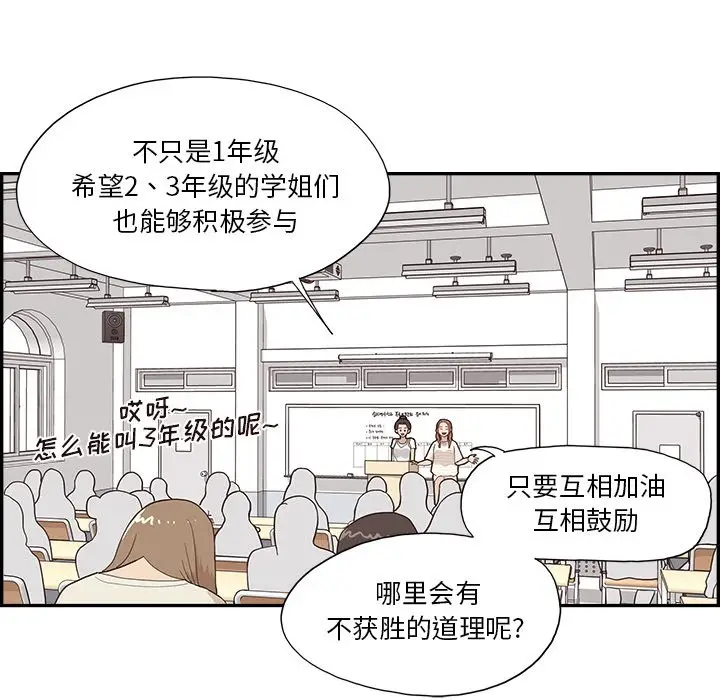 不只是1年级
希望2、3年级的学姐们
也能够积极参与
哎呀~
怎么能叫3年级的呢~
只要互相加油
互相鼓励
哪里会有
不获胜的道理呢?